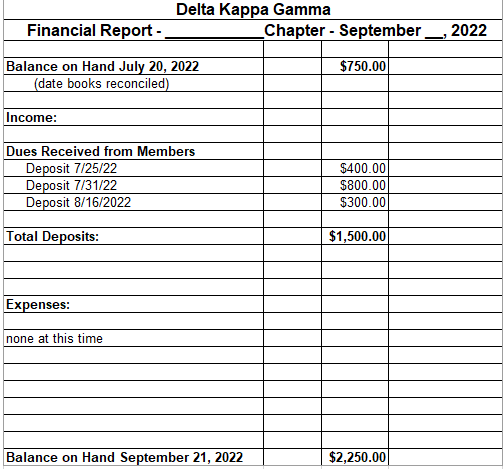 Delta Kappa Gamma
Financial Report - ____________Chapter - September __, 2022
Balance on Hand July 20, 2022 $750.00
(date books reconciled)
Income:
Dues Received from Members
Deposit 7/25/22 $400.00
Deposit 7/31/22 $800.00
Deposit 8/16/2022 $300.00
Total Deposits: $1,500.00
Expenses:
none at this time
Balance on Hand September 21, 2022 $2,250.00